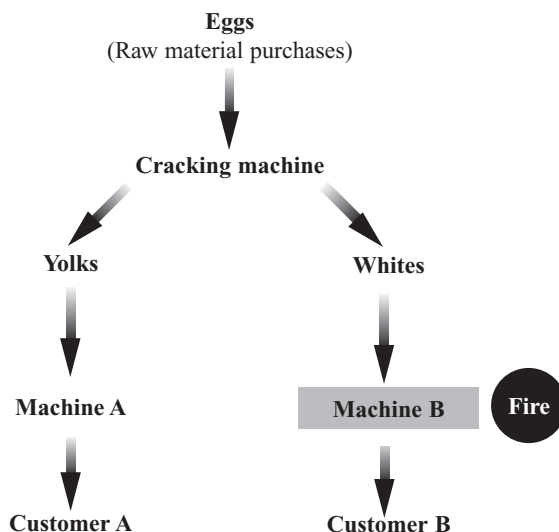 Eggs
(Raw material purchases)
Cracking machine
Yolks
Whites
Machine A
Machine B
Fire
Customer A
Customer B